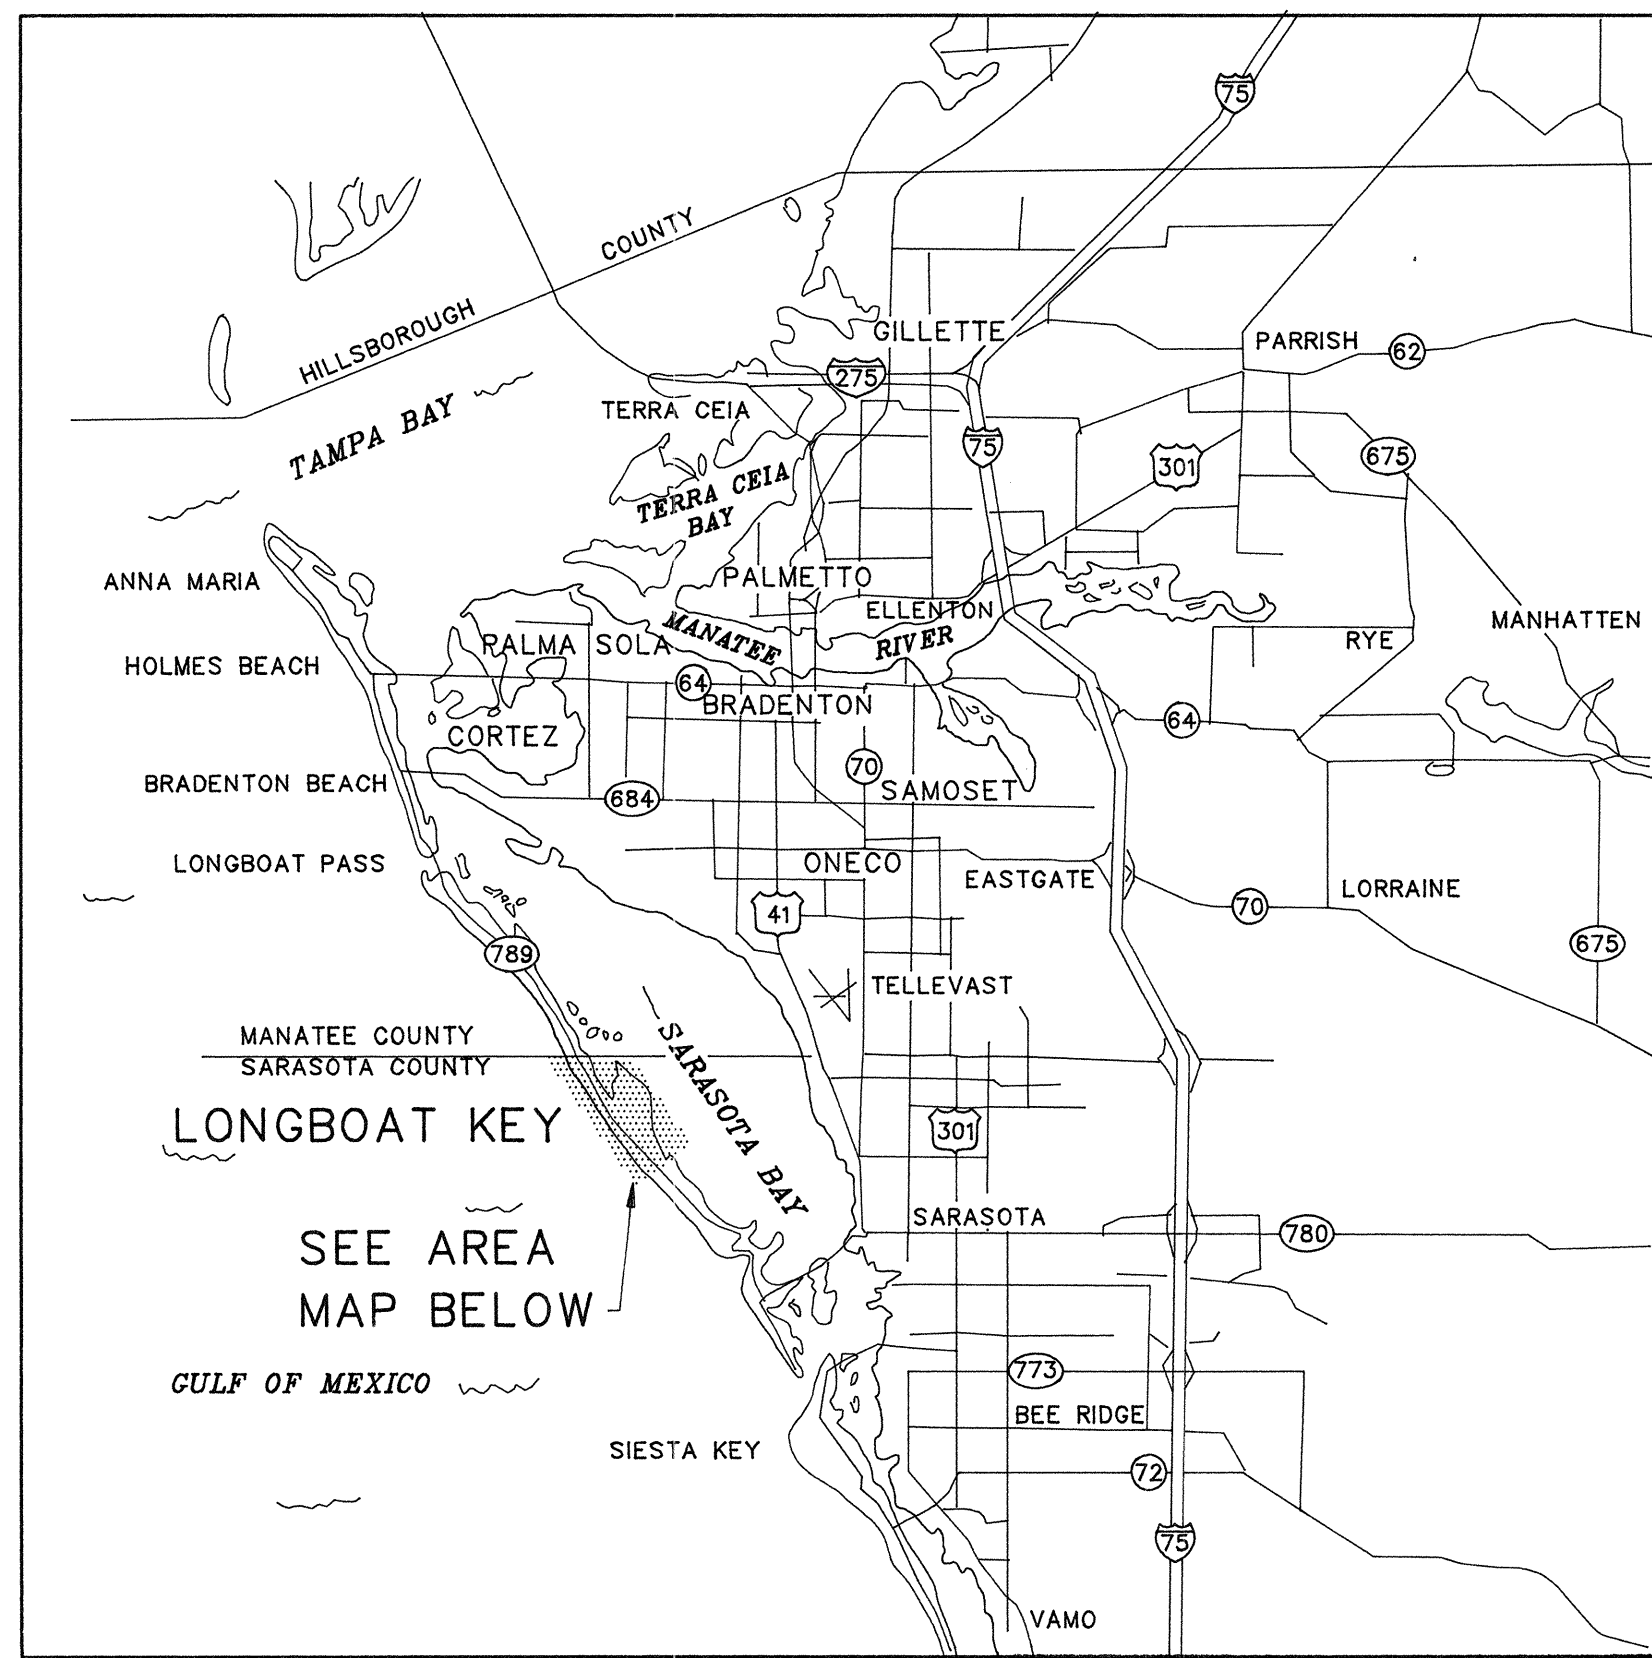 75
HILLSBOROUGH COUNTY
GILLETTE
PARRISH
62
275
TERRA CEIA
TAMPA BAY
75
301
675
TERRA CEIA
BAY
ANNA MARIA
PALMETTO
ELLENTON
MANATEE RIVER
MANHATTEN
PALMA SOLA
RYE
HOLMES BEACH
64
BRADENTON
64
CORTEZ
70
BRADENTON BEACH
684
SAMOSET
LONGBOAT PASS
ONECO
EASTGATE
LORRAINE
41
70
789
675
TELLEVAST
MANATEE COUNTY
SARASOTA COUNTY
SARASOTA BAY
LONGBOAT KEY
301
SARASOTA
780
SEE AREA
MAP BELOW
773
GULF OF MEXICO
BEE RIDGE
SIESTA KEY
72
75
VAMO